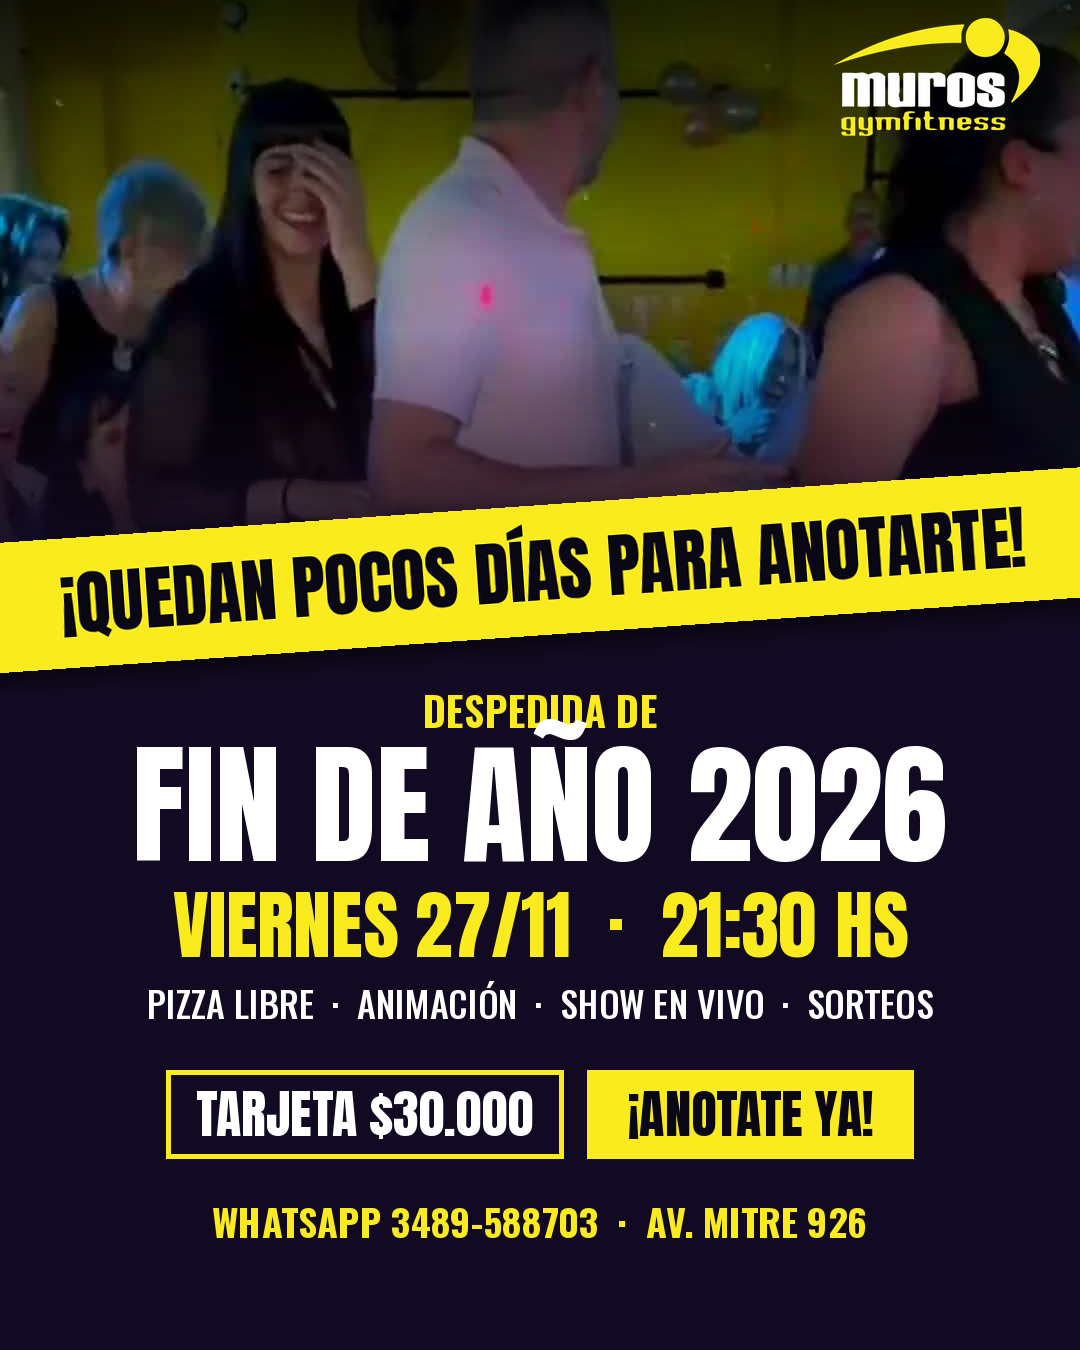 muros
gymfitness
¡QUEDAN POCOS DÍAS PARA ANOTARTE!
DESPEDIDA DE
FIN DE AÑO 2026
VIERNES 27/11 · 21:30 HS
PIZZA LIBRE · ANIMACIÓN · SHOW EN VIVO · SORTEOS
TARJETA $30.000
¡ANOTATE YA!
WHATSAPP 3489-588703 · AV. MITRE 926